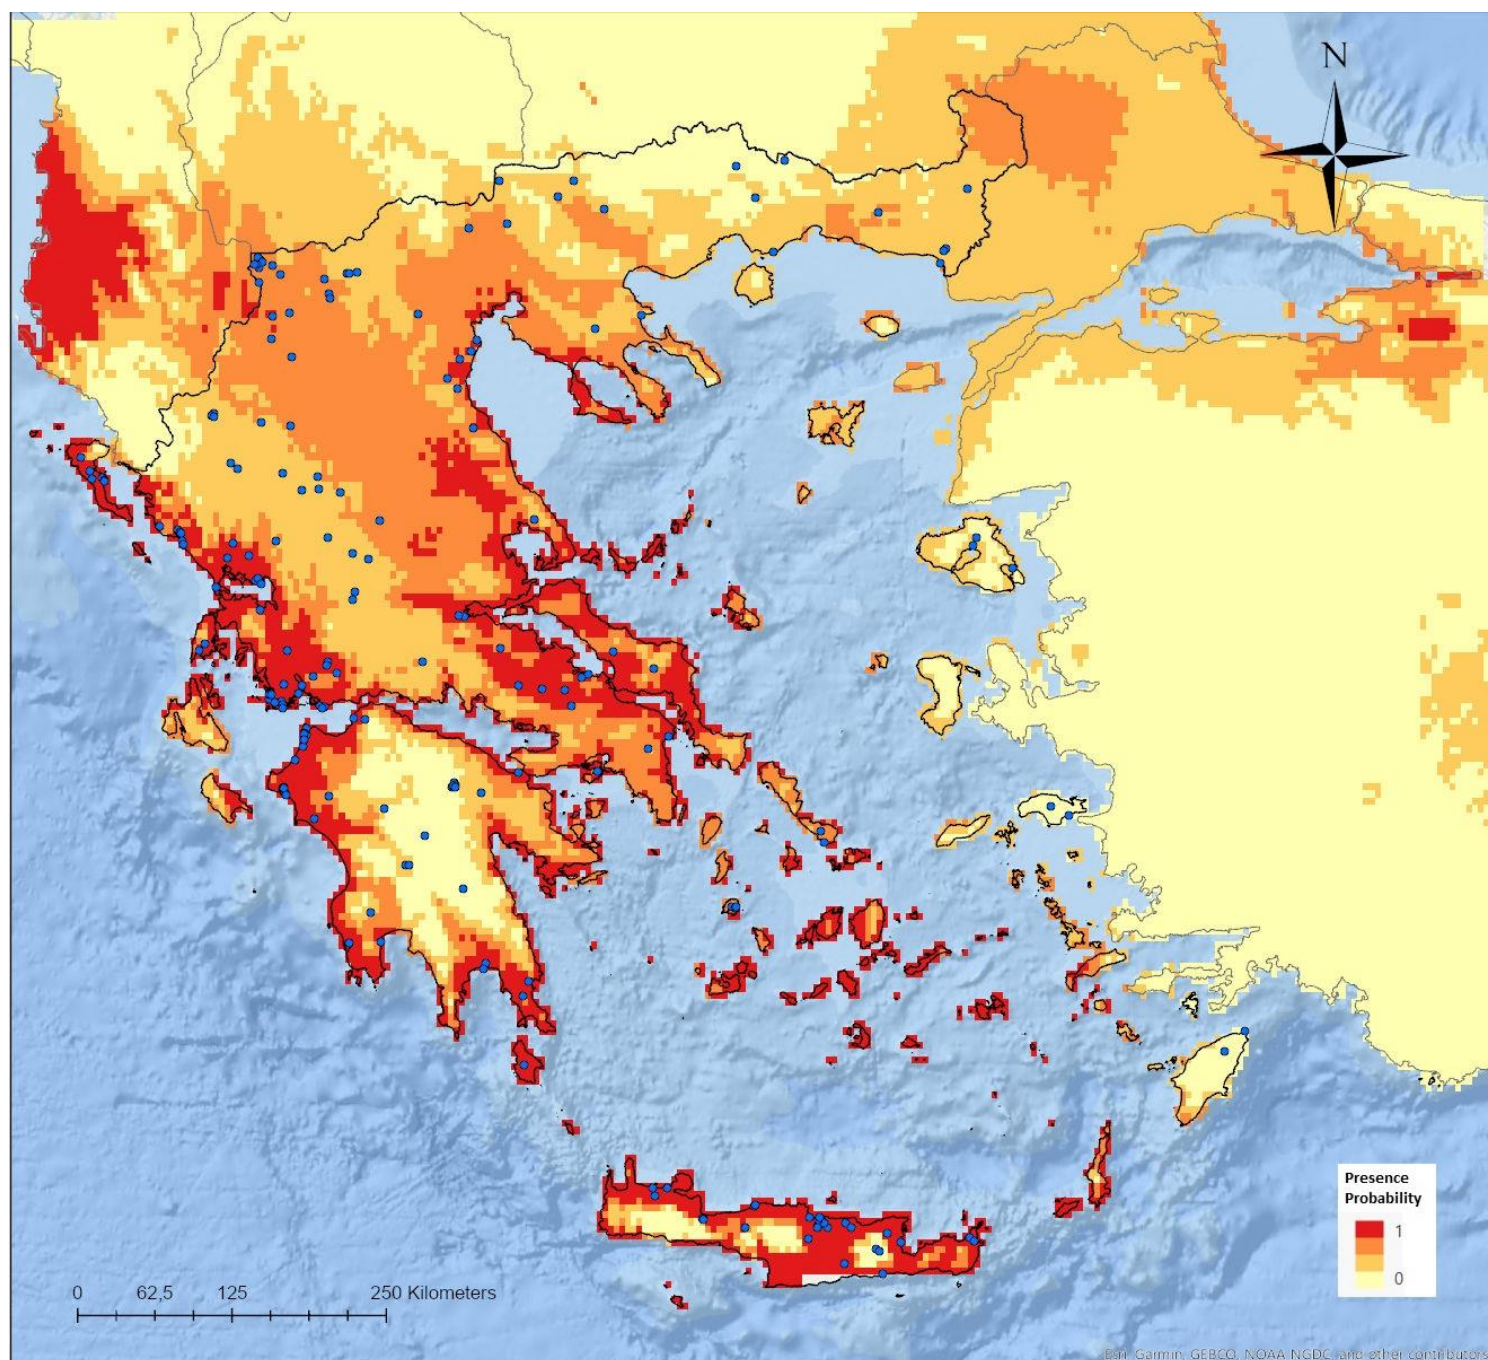 N
Presence
Probability
1
0
0 62,5 125 250 Kilometers
Esri, Garmin, GEBCO, NOAA NGDC, and other contributors